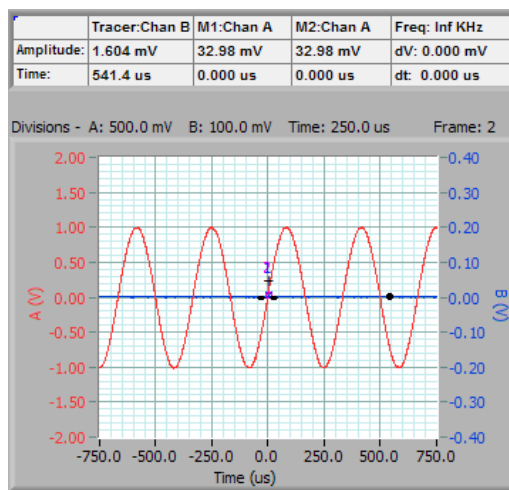 Tracer:Chan B M1:Chan A M2:Chan A Freq: Inf KHz
Amplitude: 1.604 mV 32.98 mV 32.98 mV dV: 0.000 mV
Time: 541.4 us 0.000 us 0.000 us dt: 0.000 us
Divisions - A: 500.0 mV B: 100.0 mV Time: 250.0 us Frame: 2
2.00 0.40
1.50 0.30
1.00 0.20
0.50 0.10
2
A (V) 0.00 0.00 B (V)
-0.50 -0.10
-1.00 -0.20
-1.50 -0.30
-2.00 -0.40
-750.0 -500.0 -250.0 0.0 250.0 500.0 750.0
Time (us)